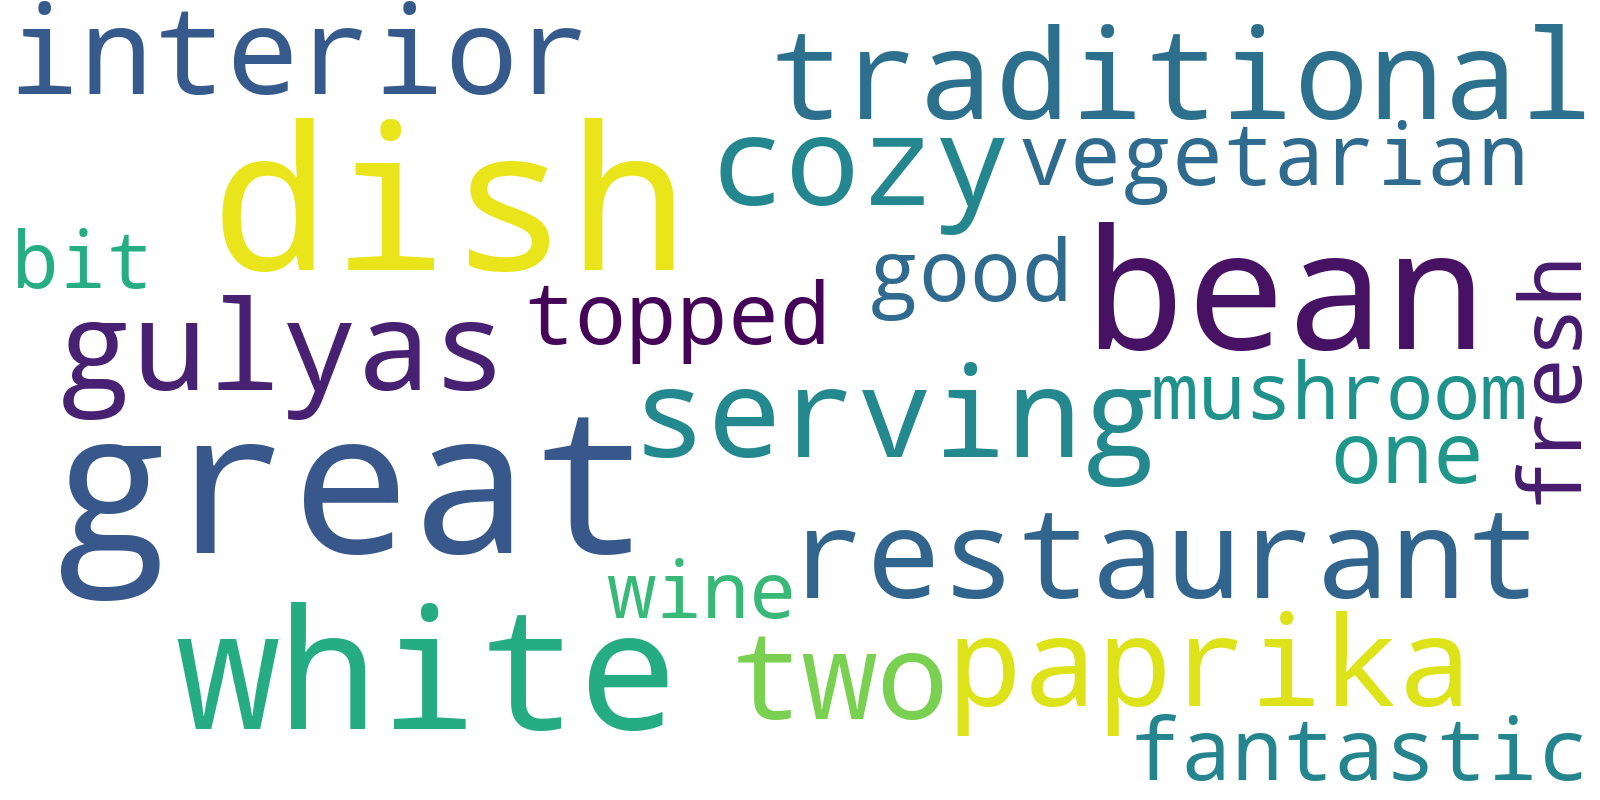 interior
traditional
dish
cozy
vegetarian
bit
good
bean
gulyas
topped
fresh
serving
mushroom
great
one
restaurant
wine
white
two
paprika
fantastic